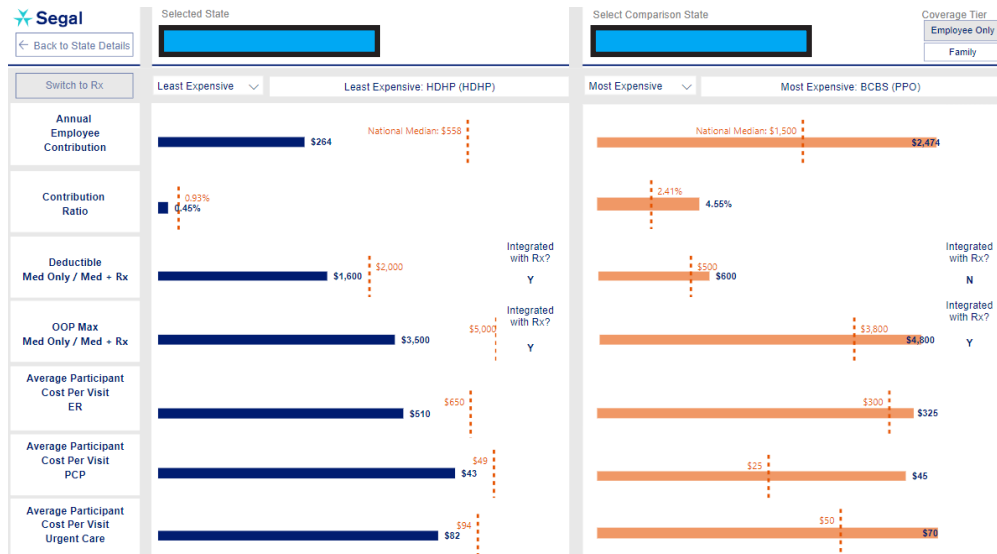 Segal
← Back to State Details
Selected State
Select Comparison State
Coverage Tier
Employee Only
Family
Switch to Rx
Least Expensive
Least Expensive: HDHP (HDHP)
Most Expensive
Most Expensive: BCBS (PPO)
Annual
Employee
Contribution
National Median: $558
$264
National Median: $1,500
$2,474
Contribution
Ratio
0.93%
0.45%
2.41%
4.55%
Deductible
Med Only / Med + Rx
$2,000
$1,600
Integrated
with Rx?
Y
$500
$600
Integrated
with Rx?
N
OOP Max
Med Only / Med + Rx
$5,000
$3,500
Integrated
with Rx?
Y
$3,800
$4,800
Integrated
with Rx?
Y
Average Participant
Cost Per Visit
ER
$650
$510
$300
$325
Average Participant
Cost Per Visit
PCP
$49
$43
$25
$45
Average Participant
Cost Per Visit
Urgent Care
$94
$82
$50
$70